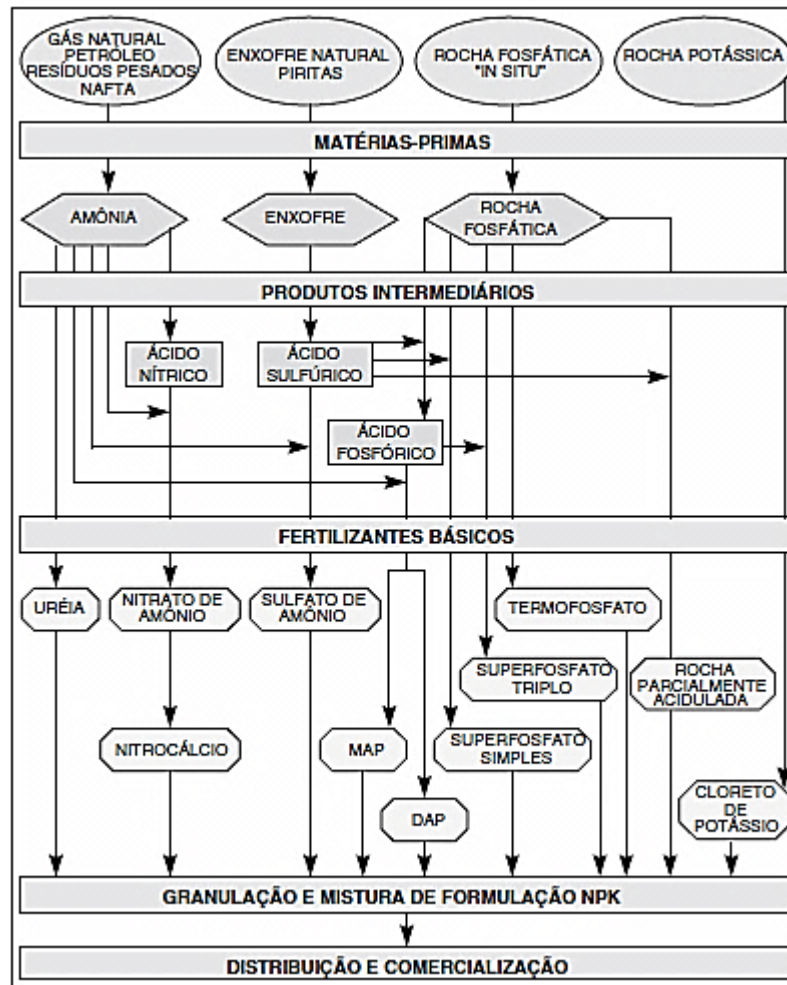 GÁS NATURAL
PETRÓLEO
RESÍDUOS PESADOS
NAFTA
ENXOFRE NATURAL
PIRITAS
ROCHA FOSFÁTICA
"IN SITU"
ROCHA POTÁSSICA
MATÉRIAS-PRIMAS
AMÔNIA
ENXOFRE
ROCHA
FOSFÁTICA
PRODUTOS INTERMEDIÁRIOS
ÁCIDO
NÍTRICO
ÁCIDO
SULFÚRICO
ÁCIDO
FOSFÓRICO
FERTILIZANTES BÁSICOS
URÉIA
NITRATO DE
AMÔNIO
SULFATO DE
AMÔNIO
TERMOFOSFATO
SUPERFOSFATO
TRIPLO
ROCHA
PARCIALMENTE
ACIDULADA
NITROCÁLCIO
MAP
SUPERFOSFATO
SIMPLES
DAP
CLORETO
DE
POTÁSSIO
GRANULAÇÃO E MISTURA DE FORMULAÇÃO NPK
DISTRIBUIÇÃO E COMERCIALIZAÇÃO